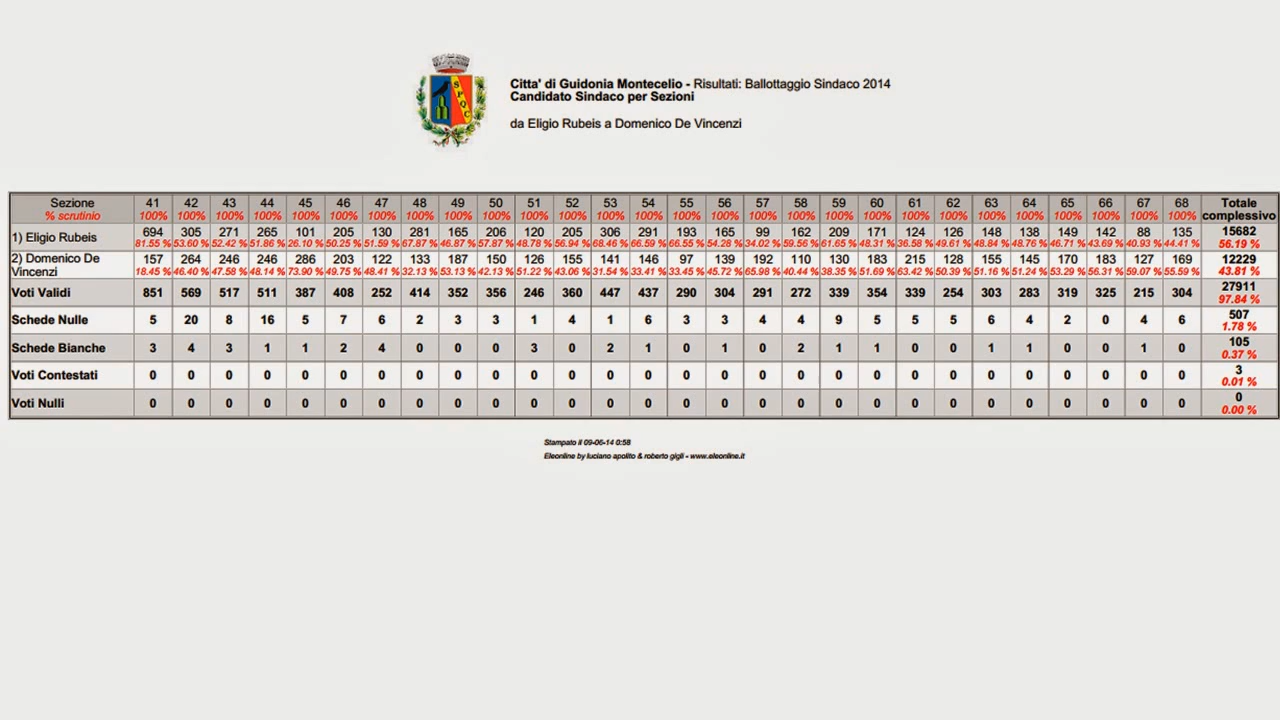 SPQC
Citta' di Guidonia Montecelio - Risultati: Ballottaggio Sindaco 2014
Candidato Sindaco per Sezioni
da Eligio Rubeis a Domenico De Vincenzi
Sezione 41 42 43 44 45 46 47 48 49 50 51 52 53 54 55 56 57 58 59 60 61 62 63 64 65 66 67 68 Totale
% scrutinio 100% 100% 100% 100% 100% 100% 100% 100% 100% 100% 100% 100% 100% 100% 100% 100% 100% 100% 100% 100% 100% 100% 100% 100% 100% 100% 100% 100% complessivo
1) Eligio Rubeis 694 305 271 265 101 205 130 281 165 206 120 205 306 291 193 165 99 162 209 171 124 126 148 138 149 142 88 135 15682
81.55 % 53.60 % 52.42 % 51.86 % 26.10 % 50.25 % 51.59 % 67.87 % 46.87 % 57.87 % 48.78 % 56.94 % 68.46 % 66.59 % 66.55 % 54.28 % 34.02 % 59.56 % 61.65 % 48.31 % 36.58 % 49.61 % 48.84 % 48.76 % 46.71 % 43.69 % 40.93 % 44.41 % 56.19 %
2) Domenico De 157 264 246 246 286 203 122 133 187 150 126 155 141 146 97 139 192 110 130 183 215 128 155 145 170 183 127 169 12229
Vincenzi 18.45 % 46.40 % 47.58 % 48.14 % 73.90 % 49.75 % 48.41 % 32.13 % 53.13 % 42.13 % 51.22 % 43.06 % 31.54 % 33.41 % 33.45 % 45.72 % 65.98 % 40.44 % 38.35 % 51.69 % 63.42 % 50.39 % 51.16 % 51.24 % 53.29 % 56.31 % 59.07 % 55.59 % 43.81 %
Voti Validi 851 569 517 511 387 408 252 414 352 356 246 360 447 437 290 304 291 272 339 354 339 254 303 283 319 325 215 304 27911
97.84 %
Schede Nulle 5 20 8 16 5 7 6 2 3 3 1 4 1 6 3 3 4 4 9 5 5 5 6 4 2 0 4 6 507
1.78 %
Schede Bianche 3 4 3 1 1 2 4 0 0 0 3 0 2 1 0 1 0 2 1 1 0 0 1 1 0 0 1 0 105
0.37 %
Voti Contestati 0 0 0 0 0 0 0 0 0 0 0 0 0 0 0 0 0 0 0 0 0 0 0 0 0 0 0 0 3
0.01 %
Voti Nulli 0 0 0 0 0 0 0 0 0 0 0 0 0 0 0 0 0 0 0 0 0 0 0 0 0 0 0 0 0
0.00 %
Stampato il 09-06-14 0:58
Eleonline by luciano apolito & roberto gigli - www.eleonline.it